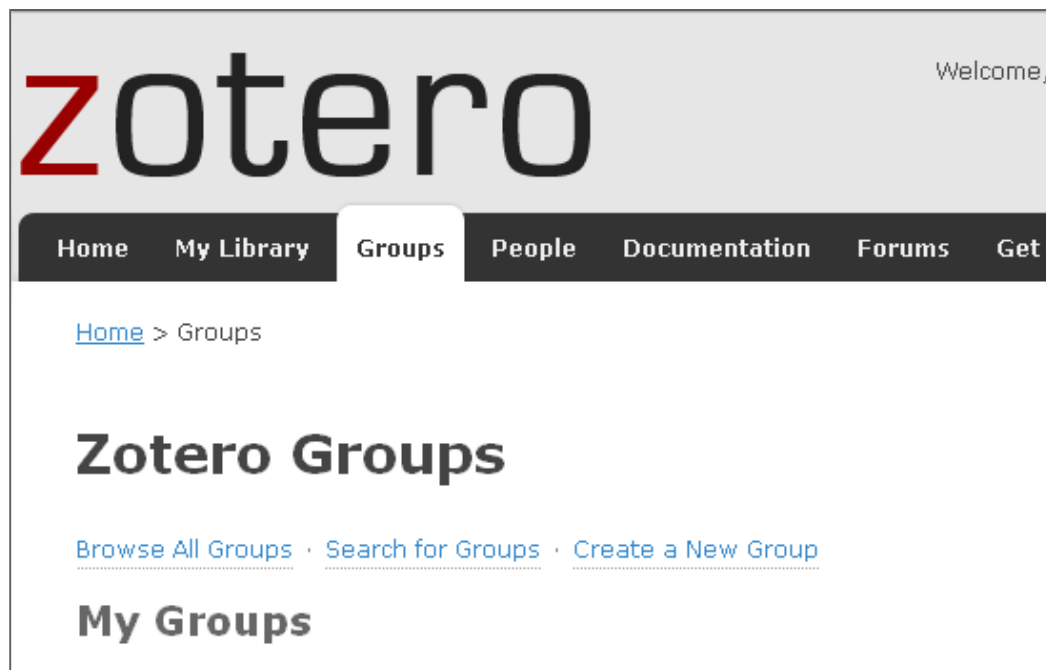 zotero
Welcome,
Home My Library Groups People Documentation Forums Get
Home > Groups
Zotero Groups
Browse All Groups · Search for Groups · Create a New Group
My Groups